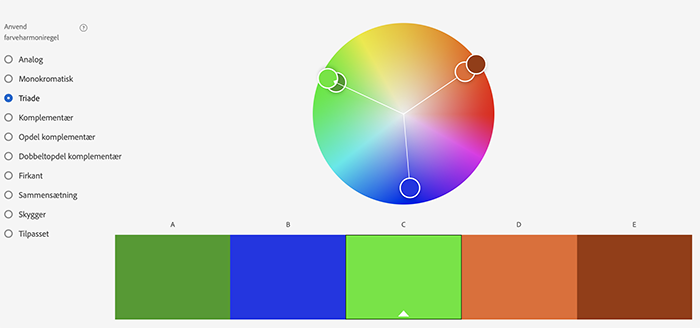 Anvend
farveharmoniregel
?
Analog
Monokromatisk
Triade
Komplementær
Opdel komplementær
Dobbeltopdel komplementær
Firkant
Sammensætning
Skygger
Tilpasset
A B C D E